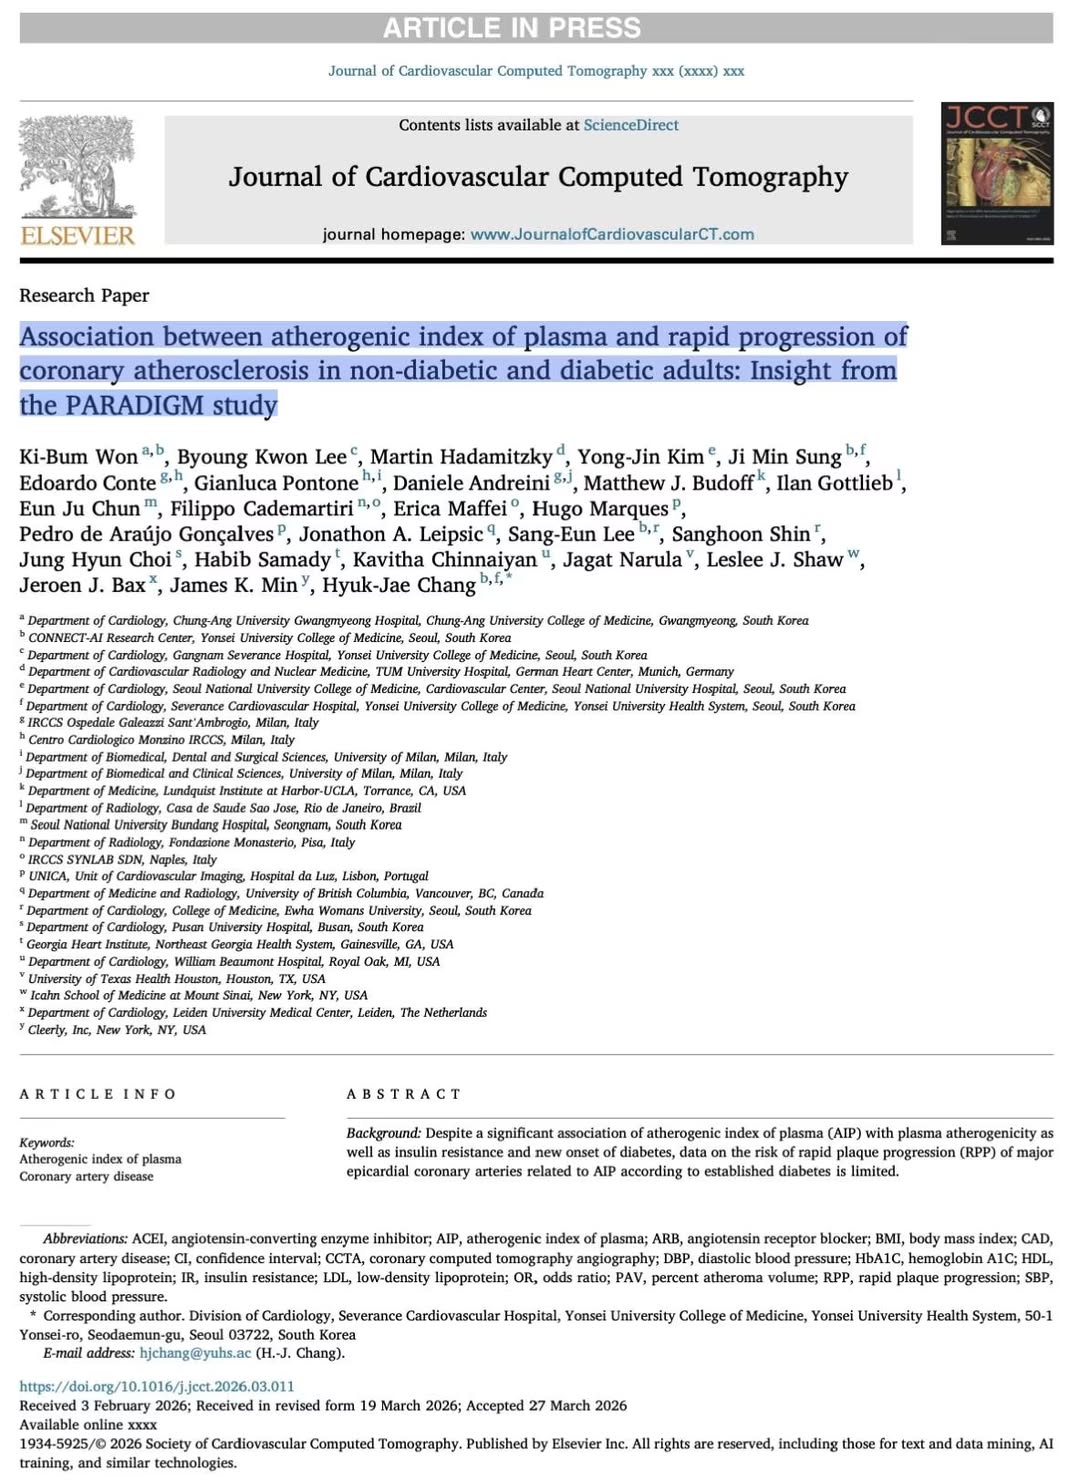 ARTICLE IN PRESS
Journal of Cardiovascular Computed Tomography xxx (xxxx) xxx
Contents lists available at ScienceDirect
Journal of Cardiovascular Computed Tomography
journal homepage: www.JournalofCardiovascularCT.com
ELSEVIER
JCCT
SCCT
Research Paper
Association between atherogenic index of plasma and rapid progression of
coronary atherosclerosis in non-diabetic and diabetic adults: Insight from
the PARADIGM study
Ki-Bum Won a,b, Byoung Kwon Lee c, Martin Hadamitzky d, Yong-Jin Kim e, Ji Min Sung b,f,
Edoardo Conte g,h, Gianluca Pontone h,i, Daniele Andreini g,j, Matthew J. Budoff k, Ilan Gottlieb l,
Eun Ju Chun m, Filippo Cademartiri n,o, Erica Maffei o, Hugo Marques p,
Pedro de Araújo Gonçalves p, Jonathon A. Leipsic q, Sang-Eun Lee b,r, Sanghoon Shin r,
Jung Hyun Choi s, Habib Samady t, Kavitha Chinnaiyan u, Jagat Narula v, Leslee J. Shaw w,
Jeroen J. Bax x, James K. Min y, Hyuk-Jae Chang b,f,*
a Department of Cardiology, Chung-Ang University Gwangmyeong Hospital, Chung-Ang University College of Medicine, Gwangmyeong, South Korea
b CONNECT-AI Research Center, Yonsei University College of Medicine, Seoul, South Korea
c Department of Cardiology, Gangnam Severance Hospital, Yonsei University College of Medicine, Seoul, South Korea
d Department of Cardiovascular Radiology and Nuclear Medicine, TUM University Hospital, German Heart Center, Munich, Germany
e Department of Cardiology, Seoul National University College of Medicine, Cardiovascular Center, Seoul National University Hospital, Seoul, South Korea
f Department of Cardiology, Severance Cardiovascular Hospital, Yonsei University College of Medicine, Yonsei University Health System, Seoul, South Korea
g IRCCS Ospedale Galeazzi Sant'Ambrogio, Milan, Italy
h Centro Cardiologico Monzino IRCCS, Milan, Italy
i Department of Biomedical, Dental and Surgical Sciences, University of Milan, Milan, Italy
j Department of Biomedical and Clinical Sciences, University of Milan, Milan, Italy
k Department of Medicine, Lundquist Institute at Harbor-UCLA, Torrance, CA, USA
l Department of Radiology, Casa de Saude Sao Jose, Rio de Janeiro, Brazil
m Seoul National University Bundang Hospital, Seongnam, South Korea
n Department of Radiology, Fondazione Monasterio, Pisa, Italy
o IRCCS SYNLAB SDN, Naples, Italy
p UNICA, Unit of Cardiovascular Imaging, Hospital da Luz, Lisbon, Portugal
q Department of Medicine and Radiology, University of British Columbia, Vancouver, BC, Canada
r Department of Cardiology, College of Medicine, Ewha Womans University, Seoul, South Korea
s Department of Cardiology, Pusan University Hospital, Busan, South Korea
t Georgia Heart Institute, Northeast Georgia Health System, Gainesville, GA, USA
u Department of Cardiology, William Beaumont Hospital, Royal Oak, MI, USA
v University of Texas Health Houston, Houston, TX, USA
w Icahn School of Medicine at Mount Sinai, New York, NY, USA
x Department of Cardiology, Leiden University Medical Center, Leiden, The Netherlands
y Cleerly, Inc, New York, NY, USA
ARTICLE INFO
Keywords:
Atherogenic index of plasma
Coronary artery disease
ABSTRACT
Background: Despite a significant association of atherogenic index of plasma (AIP) with plasma atherogenicity as
well as insulin resistance and new onset of diabetes, data on the risk of rapid plaque progression (RPP) of major
epicardial coronary arteries related to AIP according to established diabetes is limited.
Abbreviations: ACEI, angiotensin-converting enzyme inhibitor; AIP, atherogenic index of plasma; ARB, angiotensin receptor blocker; BMI, body mass index; CAD,
coronary artery disease; CI, confidence interval; CCTA, coronary computed tomography angiography; DBP, diastolic blood pressure; HbA1C, hemoglobin A1C; HDL,
high-density lipoprotein; IR, insulin resistance; LDL, low-density lipoprotein; OR, odds ratio; PAV, percent atheroma volume; RPP, rapid plaque progression; SBP,
systolic blood pressure.
* Corresponding author. Division of Cardiology, Severance Cardiovascular Hospital, Yonsei University College of Medicine, Yonsei University Health System, 50-1
Yonsei-ro, Seodaemun-gu, Seoul 03722, South Korea
E-mail address: hjchang@yuhs.ac (H.-J. Chang).
https://doi.org/10.1016/j.jcct.2026.03.011
Received 3 February 2026; Received in revised form 19 March 2026; Accepted 27 March 2026
Available online xxxx
1934-5925/© 2026 Society of Cardiovascular Computed Tomography. Published by Elsevier Inc. All rights are reserved, including those for text and data mining, AI
training, and similar technologies.